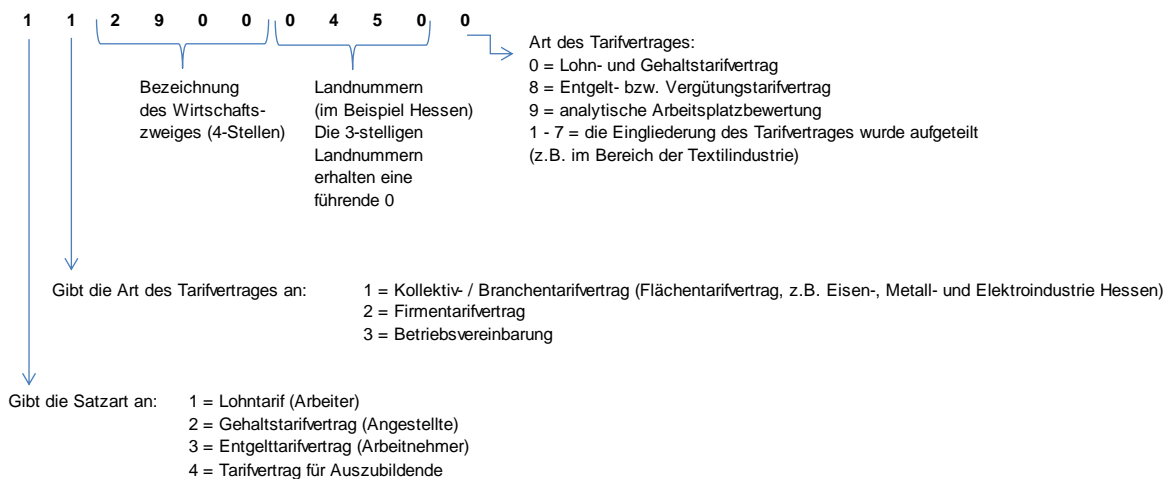 1 1 2 9 0 0 0 4 5 0 0
Art des Tarifvertrages:
0 = Lohn- und Gehaltstarifvertrag
8 = Entgelt- bzw. Vergütungstarifvertrag
9 = analytische Arbeitsplatzbewertung
1 - 7 = die Eingliederung des Tarifvertrages wurde aufgeteilt
(z.B. im Bereich der Textilindustrie)
Bezeichnung
des Wirtschafts-
zweiges (4-Stellen)
Landnummern
(im Beispiel Hessen)
Die 3-stelligen
Landnummern
erhalten eine
führende 0
Gibt die Art des Tarifvertrages an:
1 = Kollektiv- / Branchentarifvertrag (Flächentarifvertrag, z.B. Eisen-, Metall- und Elektroindustrie Hessen)
2 = Firmentarifvertrag
3 = Betriebsvereinbarung
Gibt die Satzart an:
1 = Lohntarif (Arbeiter)
2 = Gehaltstarifvertrag (Angestellte)
3 = Entgelttarifvertrag (Arbeitnehmer)
4 = Tarifvertrag für Auszubildende